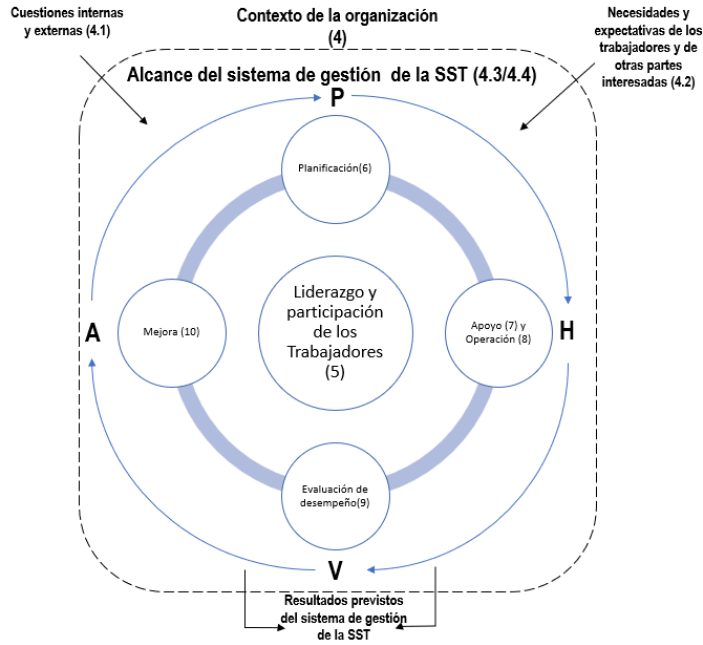 Cuestiones internas
y externas (4.1)
Contexto de la organización
(4)
Necesidades y
expectativas de los
trabajadores y de
otras partes
interesadas (4.2)
Alcance del sistema de gestión de la SST (4.3/4.4)
P
Planificación(6)
Liderazgo y
participación
de los
Trabajadores
(5)
A
Mejora (10)
Apoyo (7) y
Operación (8)
H
Evaluación de
desempeño(9)
V
Resultados previstos
del sistema de gestión
de la SST